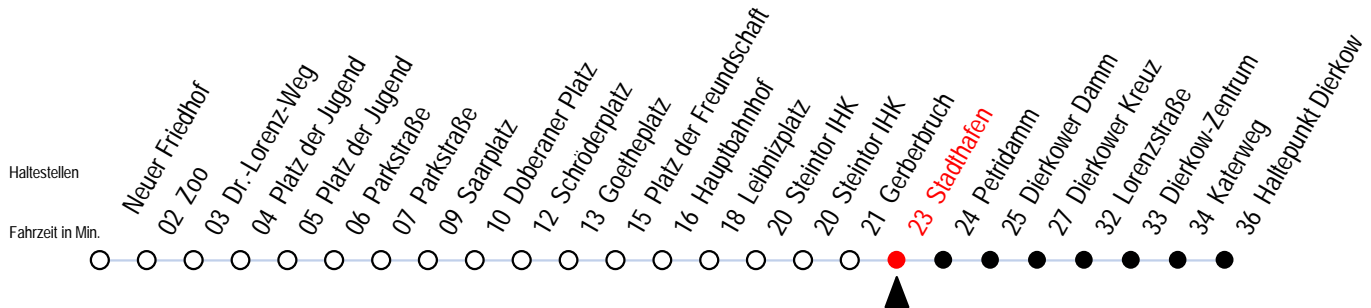 Haltestellen
Fahrzeit in Min.
Neuer Friedhof
02 Zoo
03 Dr.-Lorenz-Weg
04 Platz der Jugend
05 Platz der Jugend
06 Parkstraße
07 Parkstraße
09 Saarplatz
10 Doberaner Platz
12 Schröderplatz
13 Goetheplatz
15 Platz der Freundschaft
16 Hauptbahnhof
18 Leibnizplatz
20 Steintor IHK
20 Steintor IHK
21 Gerberbruch
23 Stadthafen
24 Petridamm
25 Dierkower Damm
27 Dierkower Kreuz
32 Lorenzstraße
33 Dierkow-Zentrum
34 Katerweg
36 Haltepunkt Dierkow